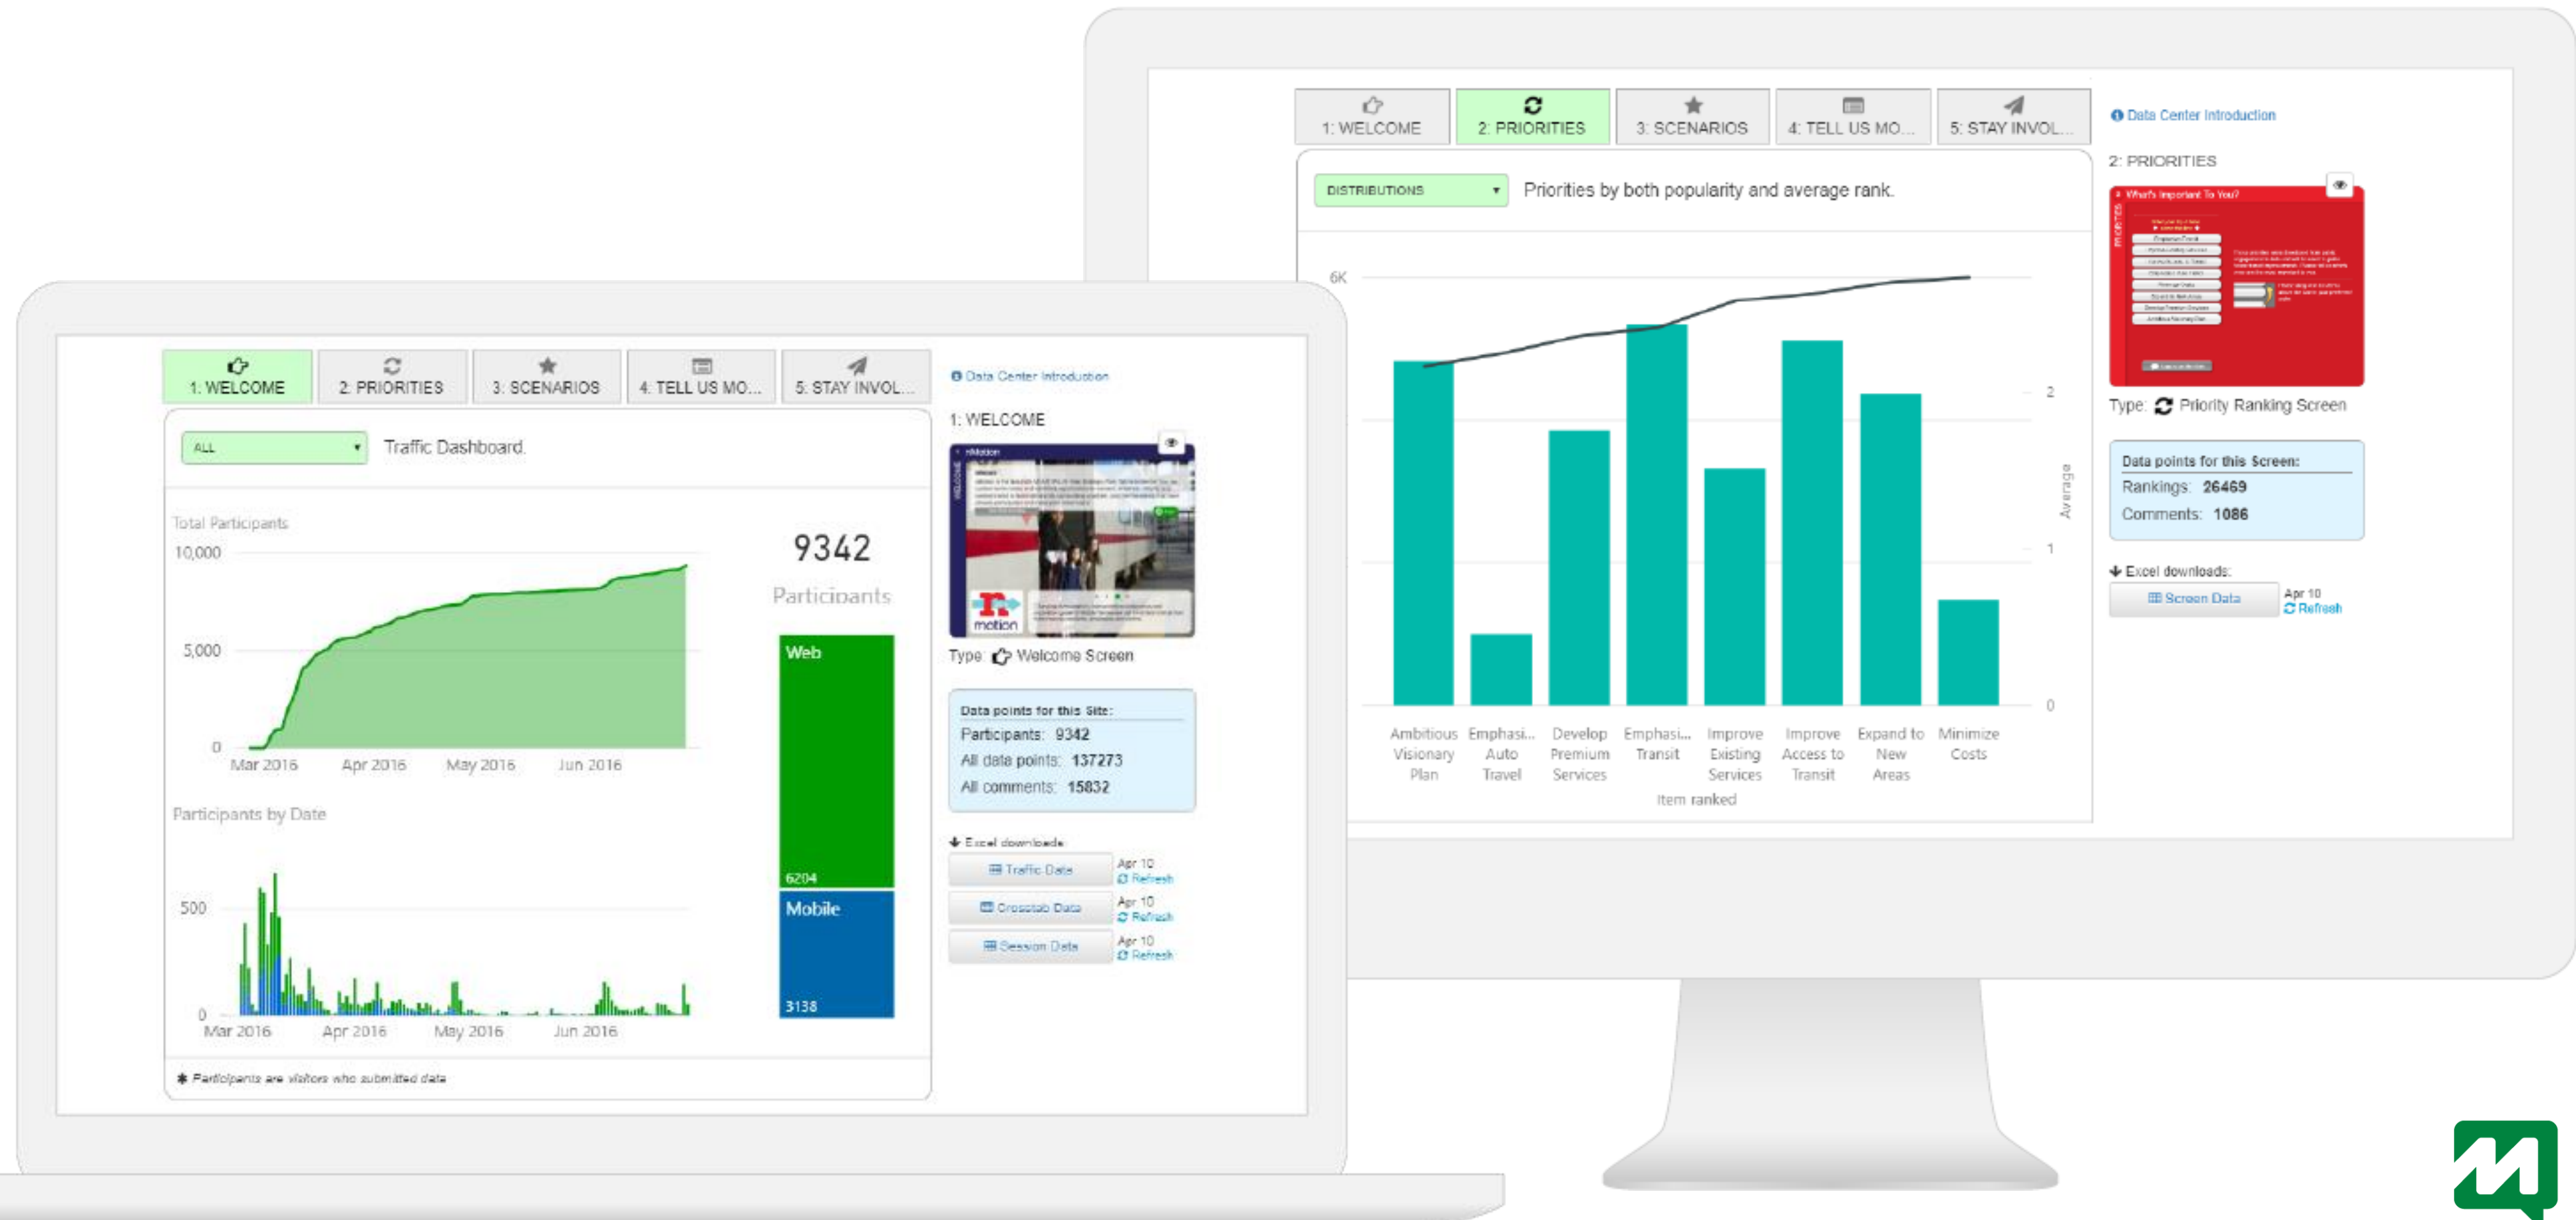 1: WELCOME
2: PRIORITIES
3: SCENARIOS
4: TELL US MO...
5: STAY INVOL...
ALL
Traffic Dashboard.
Total Participants
10,000
5,000
0
Mar 2016
Apr 2016
May 2016
Jun 2016
9342
Participants
Web
6204
Mobile
3138
Participants by Date
500
0
Mar 2016
Apr 2016
May 2016
Jun 2016
✱ Participants are visitors who submitted data
Data Center Introduction
1: WELCOME
nMotion
WELCOME
n
motion
Type: Welcome Screen
Data points for this Site:
Participants: 9342
All data points: 137273
All comments: 15832
Excel downloads:
Traffic Data
Apr 10
Refresh
Crosstab Data
Apr 10
Refresh
Session Data
Apr 10
Refresh
1: WELCOME
2: PRIORITIES
3: SCENARIOS
4: TELL US MO...
5: STAY INVOL...
DISTRIBUTIONS
Priorities by both popularity and average rank.
6K
2
1
0
Average
Ambitious Visionary Plan
Emphasi... Auto Travel
Develop Premium Services
Emphasi... Transit
Improve Existing Services
Improve Access to Transit
Expand to New Areas
Minimize Costs
Item ranked
Data Center Introduction
2: PRIORITIES
What's Important To You?
PRIORITIES
Type: Priority Ranking Screen
Data points for this Screen:
Rankings: 26469
Comments: 1086
Excel downloads:
Screen Data
Apr 10
Refresh